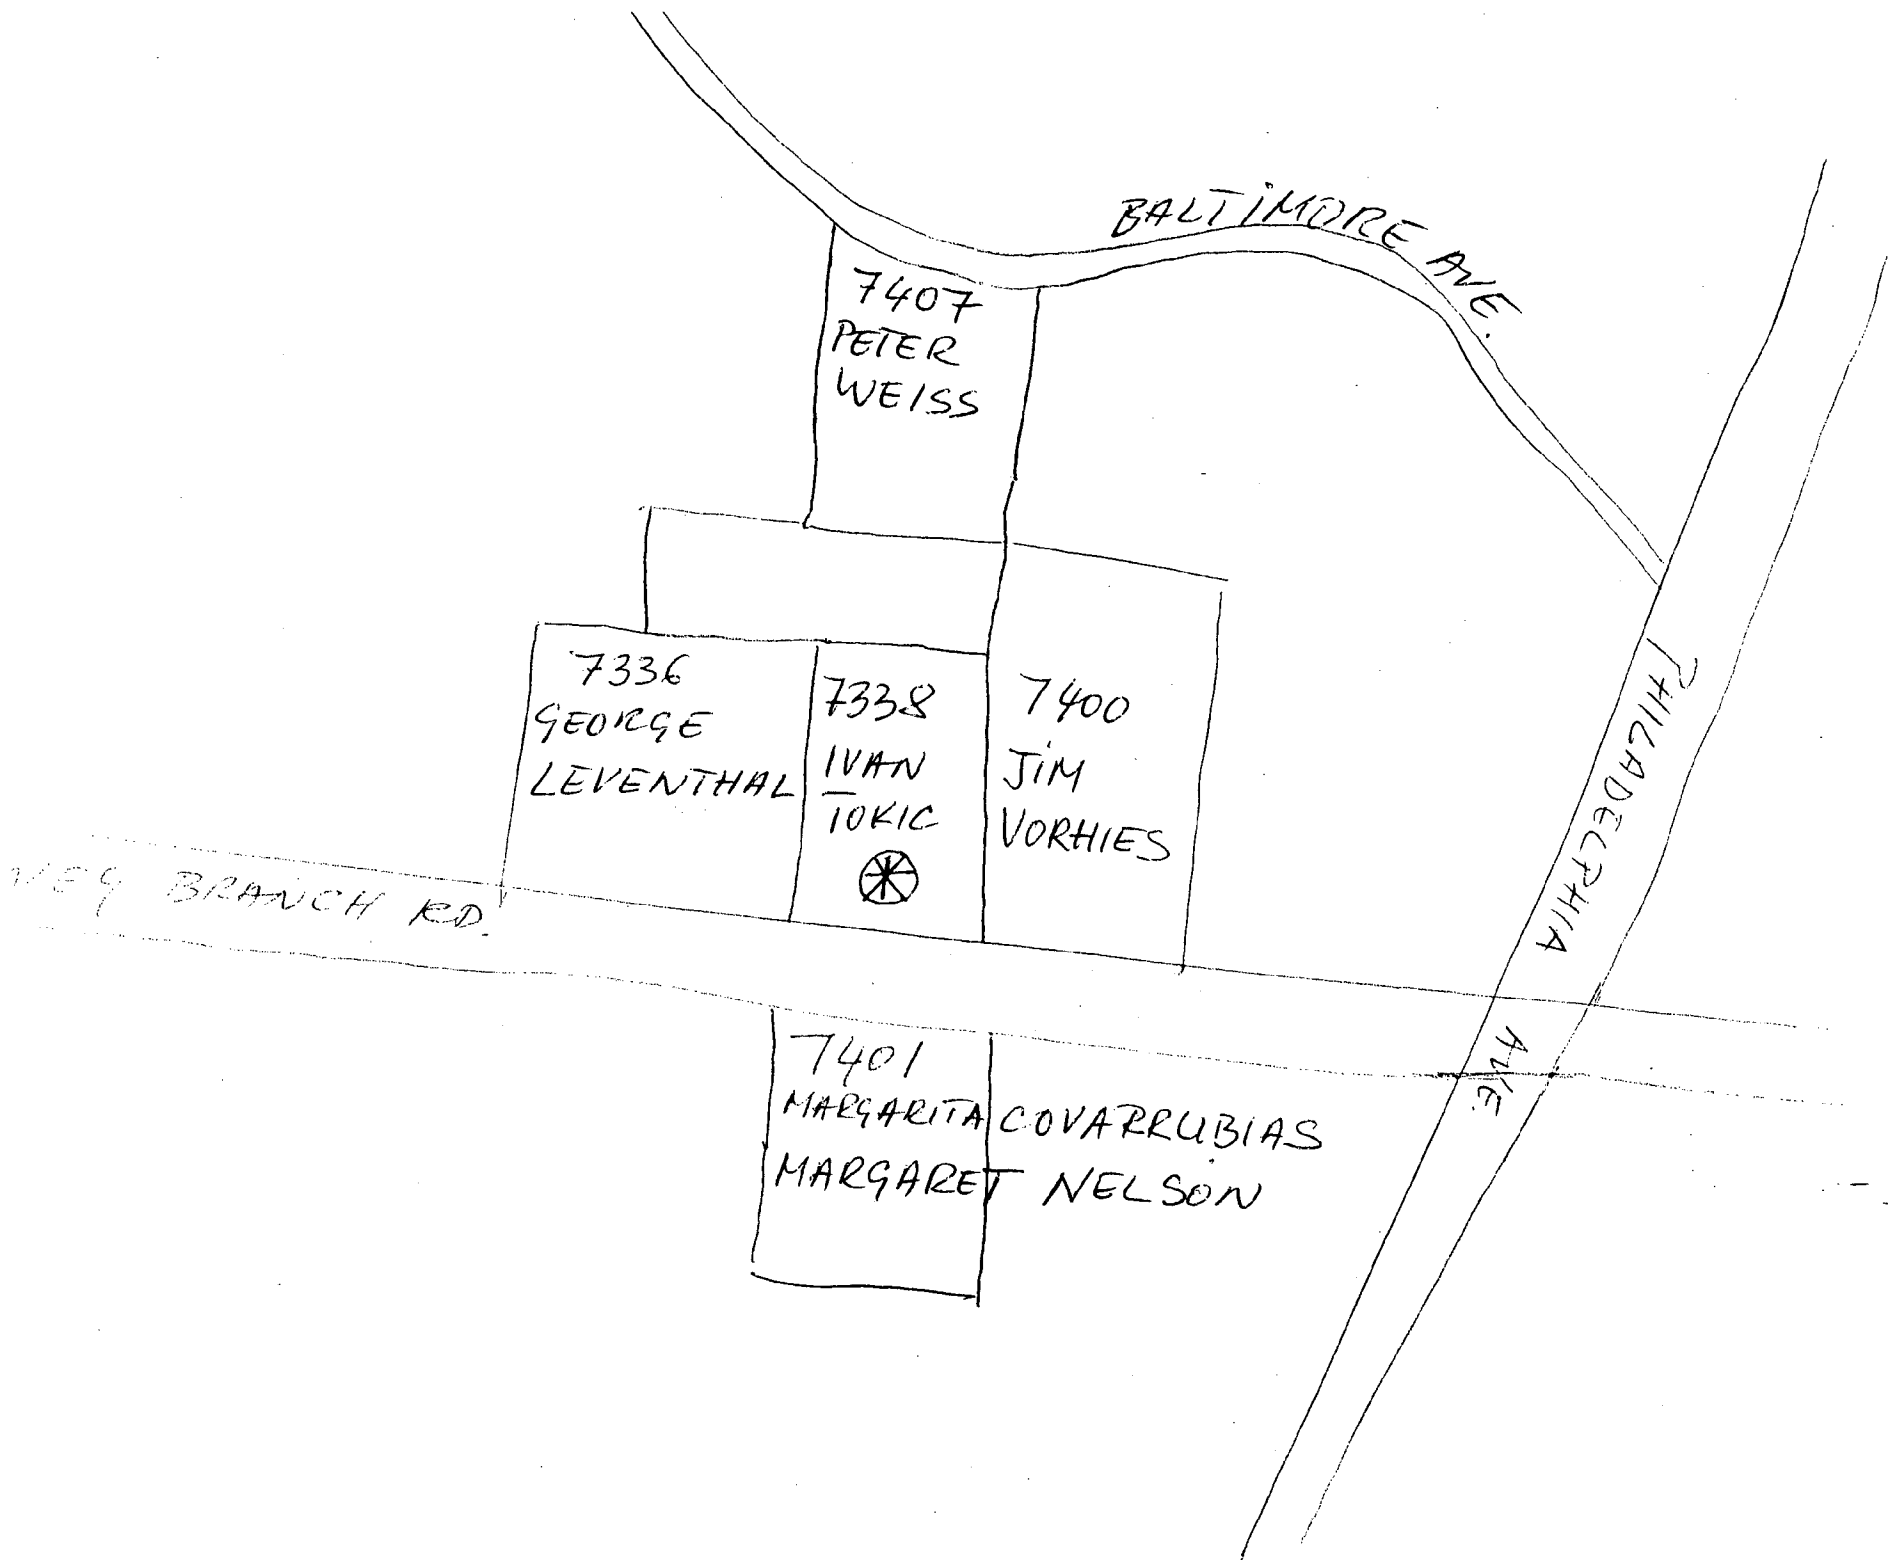 BALTIMORE AVE.
7407
PETER
WEISS
7336
GEORGE
LEVENTHAL
7338
IVAN
TOKIC
7400
JIM
VORHIES
PHILADELPHIA AVE.
BRANCH RD.
7401
MARGARITA COVARRUBIAS
MARGARET NELSON